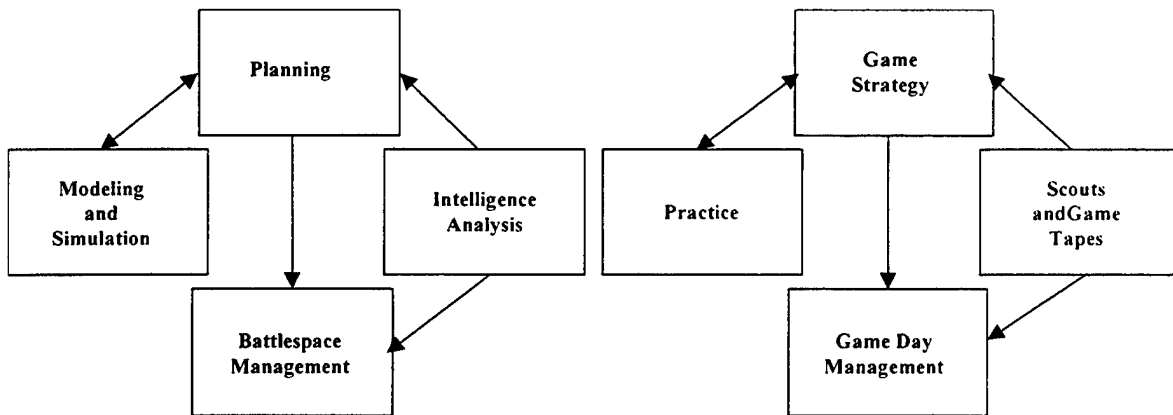 Planning
Modeling
and
Simulation
Intelligence
Analysis
Battlespace
Management
Game
Strategy
Practice
Scouts
andGame
Tapes
Game Day
Management